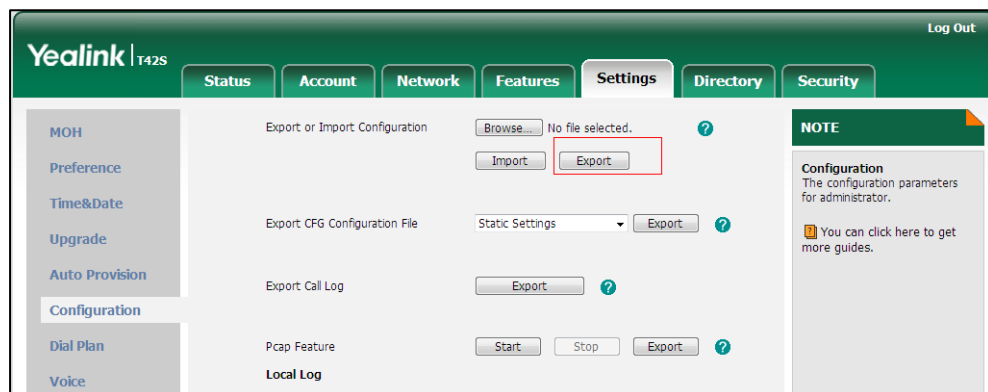 Log Out
Yealink | T42S
Status Account Network Features Settings Directory Security
MOH
Preference
Time&Date
Upgrade
Auto Provision
Configuration
Dial Plan
Voice
Export or Import Configuration Browse... No file selected. ?
Import Export
Export CFG Configuration File Static Settings Export ?
Export Call Log Export ?
Pcap Feature Start Stop Export ?
Local Log
NOTE
Configuration
The configuration parameters
for administrator.
? You can click here to get
more guides.